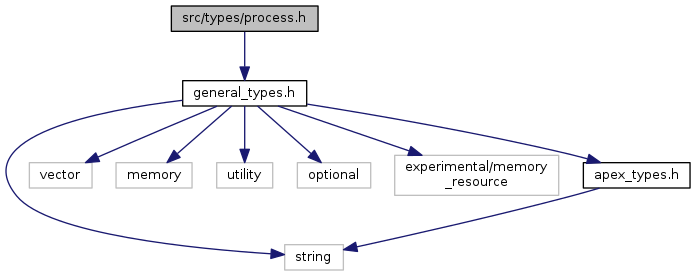 src/types/process.h
general_types.h
vector
memory
utility
optional
experimental/memory
_resource
apex_types.h
string